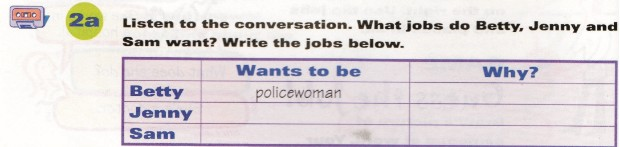 2a Listen to the conversation. What jobs do Betty, Jenny and
Sam want? Write the jobs below.
Wants to be Why?
Betty policewoman
Jenny
Sam